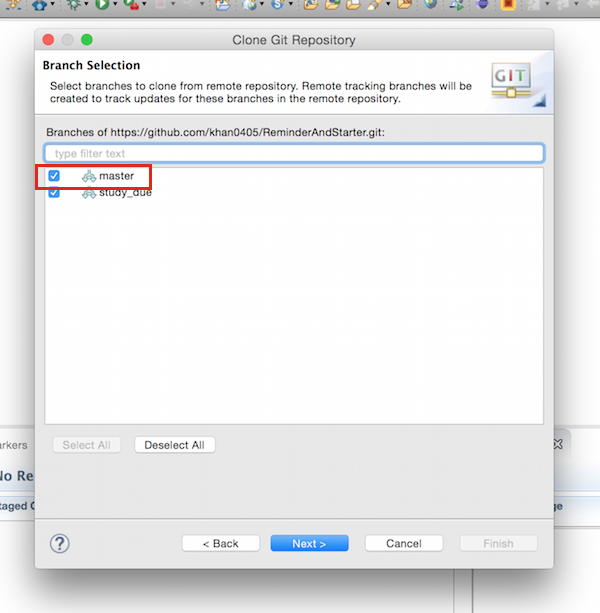 Clone Git Repository
Branch Selection
Select branches to clone from remote repository. Remote tracking branches will be
created to track updates for these branches in the remote repository.
GIT
Branches of https://github.com/khan0405/ReminderAndStarter.git:
type filter text
master
study_due
Select All
Deselect All
arkers
No Re
taged C
ge
?
< Back
Next >
Cancel
Finish